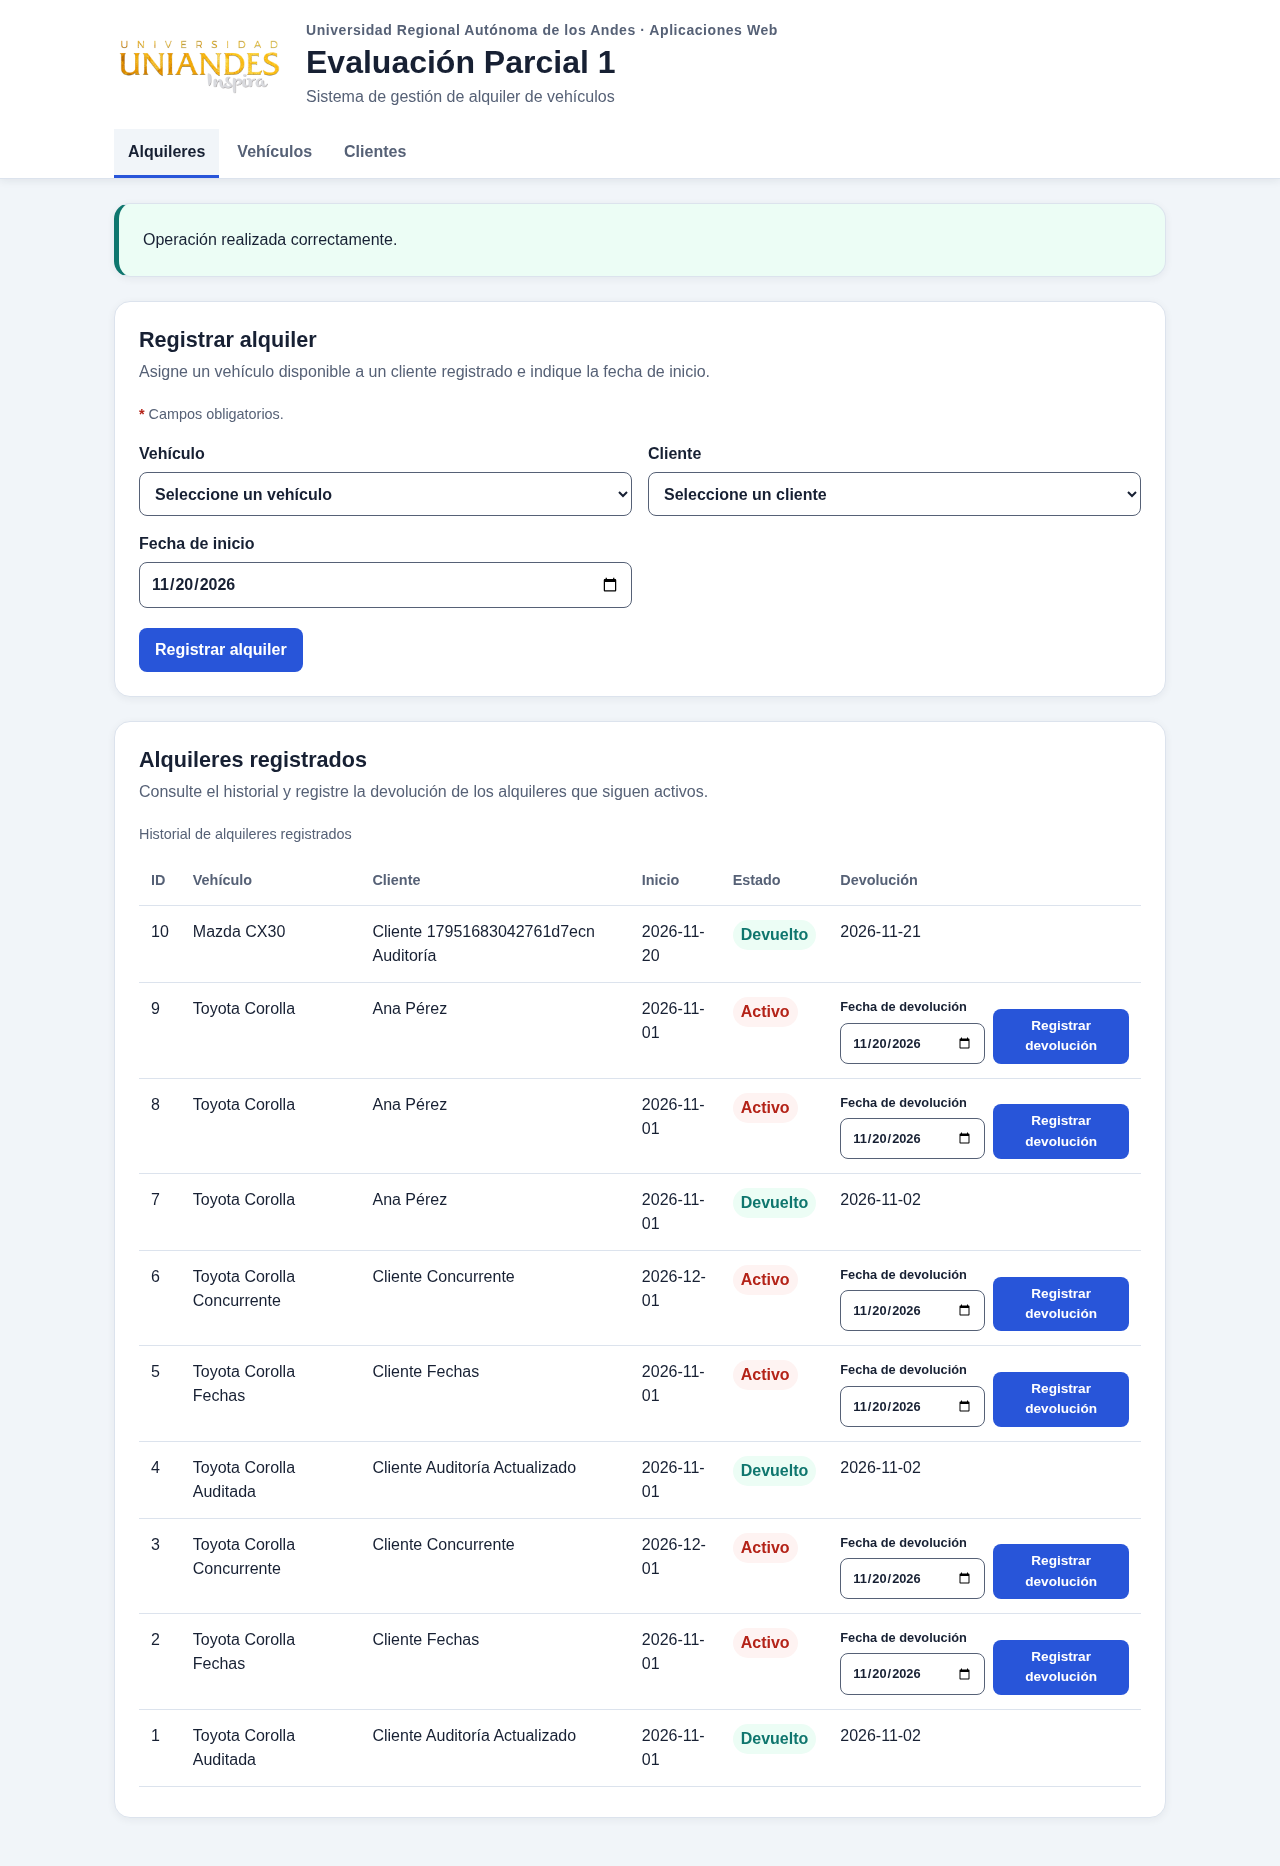 UNIVERSIDAD
UNIANDES
Inspira
Universidad Regional Autónoma de los Andes · Aplicaciones Web
Evaluación Parcial 1
Sistema de gestión de alquiler de vehículos
Alquileres Vehículos Clientes
Operación realizada correctamente.
Registrar alquiler
Asigne un vehículo disponible a un cliente registrado e indique la fecha de inicio.
* Campos obligatorios.
Vehículo Cliente
Seleccione un vehículo Seleccione un cliente
Fecha de inicio
11/20/2026
Registrar alquiler
Alquileres registrados
Consulte el historial y registre la devolución de los alquileres que siguen activos.
Historial de alquileres registrados
ID Vehículo Cliente Inicio Estado Devolución
10 Mazda CX30 Cliente 17951683042761d7ecn 2026-11- Devuelto 2026-11-21
Auditoría 20
9 Toyota Corolla Ana Pérez 2026-11- Activo Fecha de devolución
01 11/20/2026 Registrar
devolución
8 Toyota Corolla Ana Pérez 2026-11- Activo Fecha de devolución
01 11/20/2026 Registrar
devolución
7 Toyota Corolla Ana Pérez 2026-11- Devuelto 2026-11-02
01
6 Toyota Corolla Cliente Concurrente 2026-12- Activo Fecha de devolución
Concurrente 01 11/20/2026 Registrar
devolución
5 Toyota Corolla Cliente Fechas 2026-11- Activo Fecha de devolución
Fechas 01 11/20/2026 Registrar
devolución
4 Toyota Corolla Cliente Auditoría Actualizado 2026-11- Devuelto 2026-11-02
Auditada 01
3 Toyota Corolla Cliente Concurrente 2026-12- Activo Fecha de devolución
Concurrente 01 11/20/2026 Registrar
devolución
2 Toyota Corolla Cliente Fechas 2026-11- Activo Fecha de devolución
Fechas 01 11/20/2026 Registrar
devolución
1 Toyota Corolla Cliente Auditoría Actualizado 2026-11- Devuelto 2026-11-02
Auditada 01